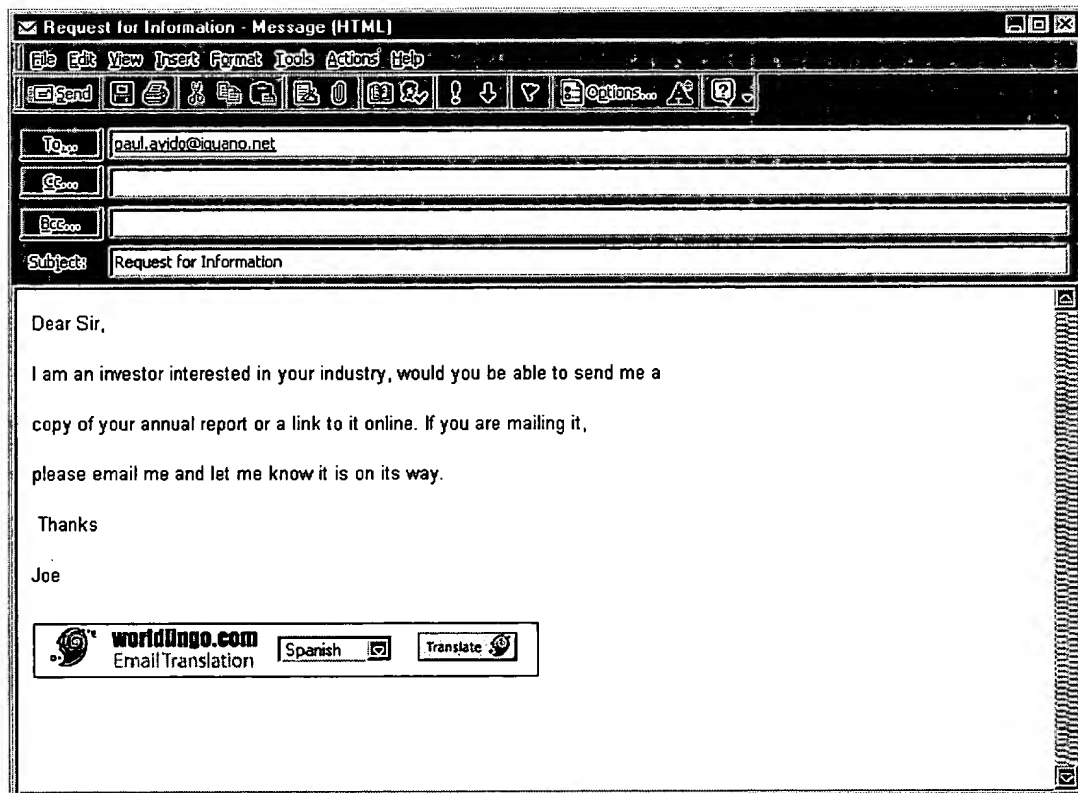 Request for Information - Message (HTML)
File Edit View Insert Format Tools Actions Help
Send Options...
To... paul.avido@iguano.net
Cc...
Bcc...
Subject: Request for Information
Dear Sir,
I am an investor interested in your industry, would you be able to send me a
copy of your annual report or a link to it online. If you are mailing it,
please email me and let me know it is on its way.
Thanks
Joe
worldlingo.com
Email Translation
Spanish
Translate